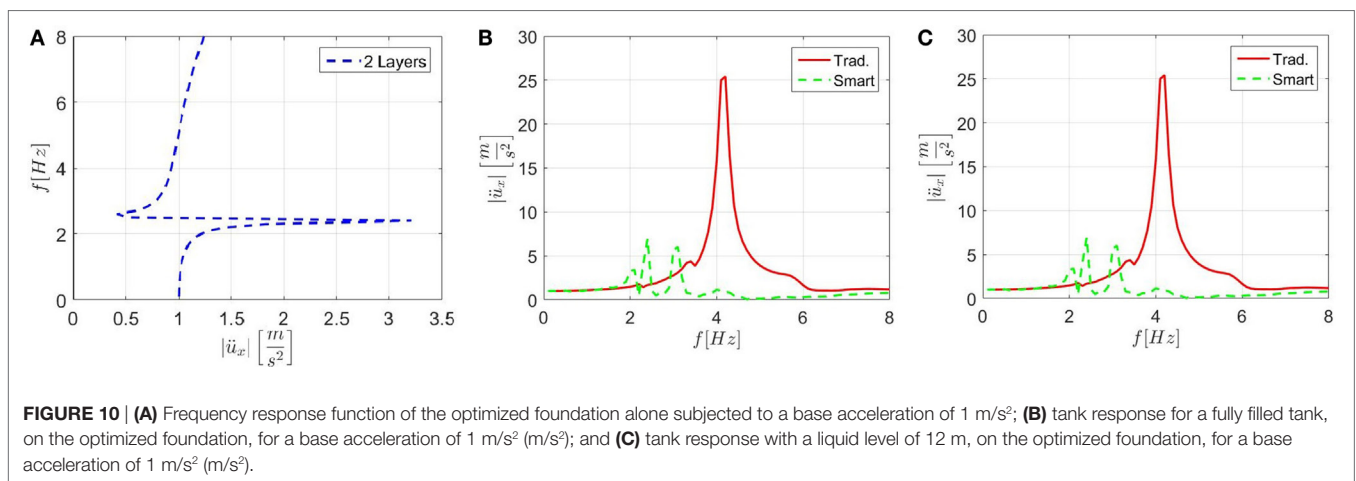 A
8
6
4
2
0
f[Hz]
2 Layers
0 0.5 1 1.5 2 2.5 3 3.5
|ü_x| [m/s²]
B
30
25
20
15
10
5
0
|ü_x| [m/s²]
Trad.
Smart
0 2 4 6 8
f[Hz]
C
30
25
20
15
10
5
0
|ü_x| [m/s²]
Trad.
Smart
0 2 4 6 8
f[Hz]
FIGURE 10 | (A) Frequency response function of the optimized foundation alone subjected to a base acceleration of 1 m/s²; (B) tank response for a fully filled tank,
on the optimized foundation, for a base acceleration of 1 m/s² (m/s²); and (C) tank response with a liquid level of 12 m, on the optimized foundation, for a base
acceleration of 1 m/s² (m/s²).